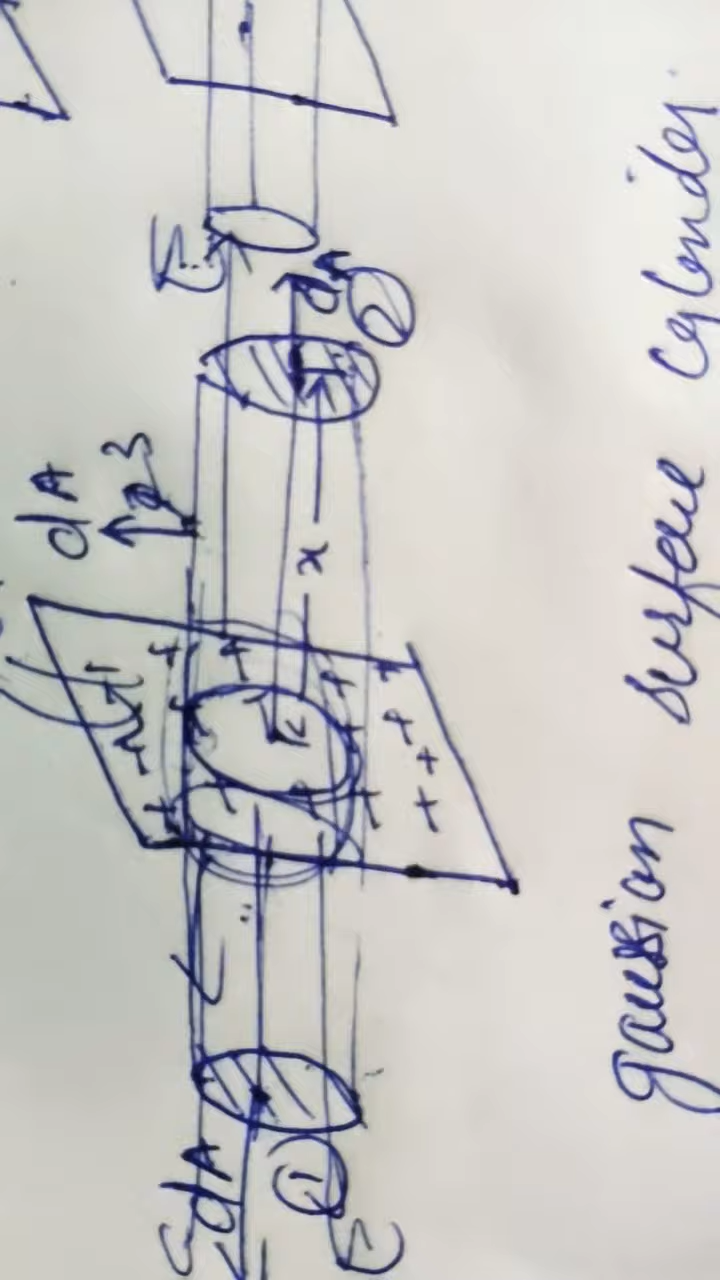 E
dA
2
dA
3
x
+ + + + + + + + +
dA
1
E
gaussian surface cylinder.